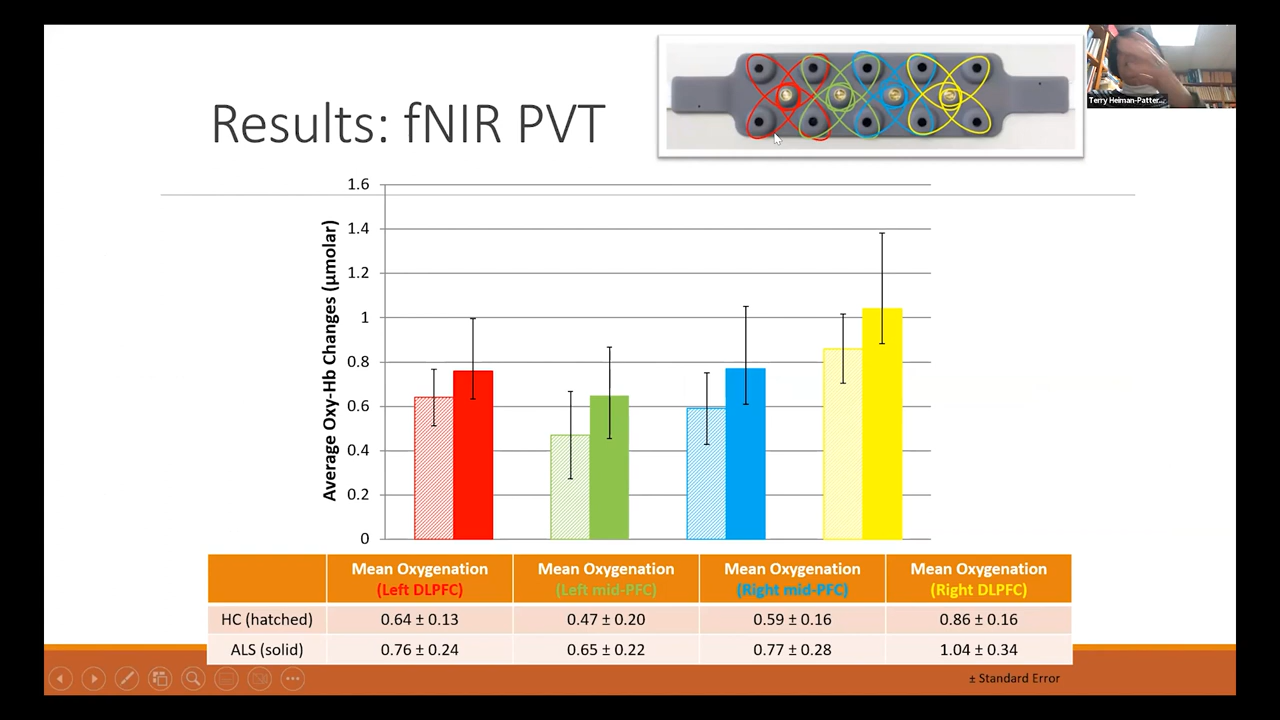 Results: fNIR PVT
Terry Heiman-Patter...
Average Oxy-Hb Changes (µmolar)
1.6
1.4
1.2
1
0.8
0.6
0.4
0.2
0
Mean Oxygenation (Left DLPFC) Mean Oxygenation (Left mid-PFC) Mean Oxygenation (Right mid-PFC) Mean Oxygenation (Right DLPFC)
HC (hatched) 0.64 ± 0.13 0.47 ± 0.20 0.59 ± 0.16 0.86 ± 0.16
ALS (solid) 0.76 ± 0.24 0.65 ± 0.22 0.77 ± 0.28 1.04 ± 0.34
± Standard Error